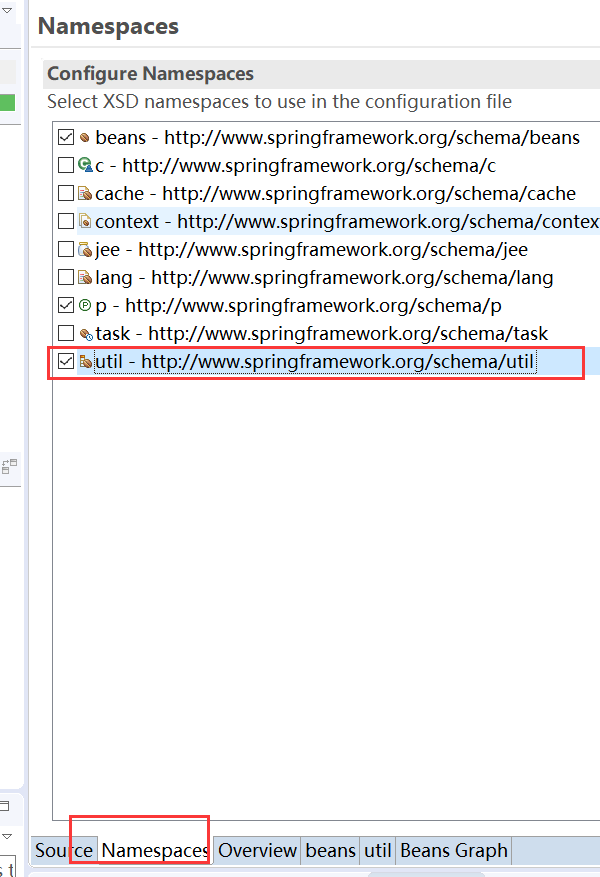 Namespaces
Configure Namespaces
Select XSD namespaces to use in the configuration file
beans - http://www.springframework.org/schema/beans
c - http://www.springframework.org/schema/c
cache - http://www.springframework.org/schema/cache
context - http://www.springframework.org/schema/contex
jee - http://www.springframework.org/schema/jee
lang - http://www.springframework.org/schema/lang
p - http://www.springframework.org/schema/p
task - http://www.springframework.org/schema/task
util - http://www.springframework.org/schema/util
Source Namespaces Overview beans util Beans Graph
s t